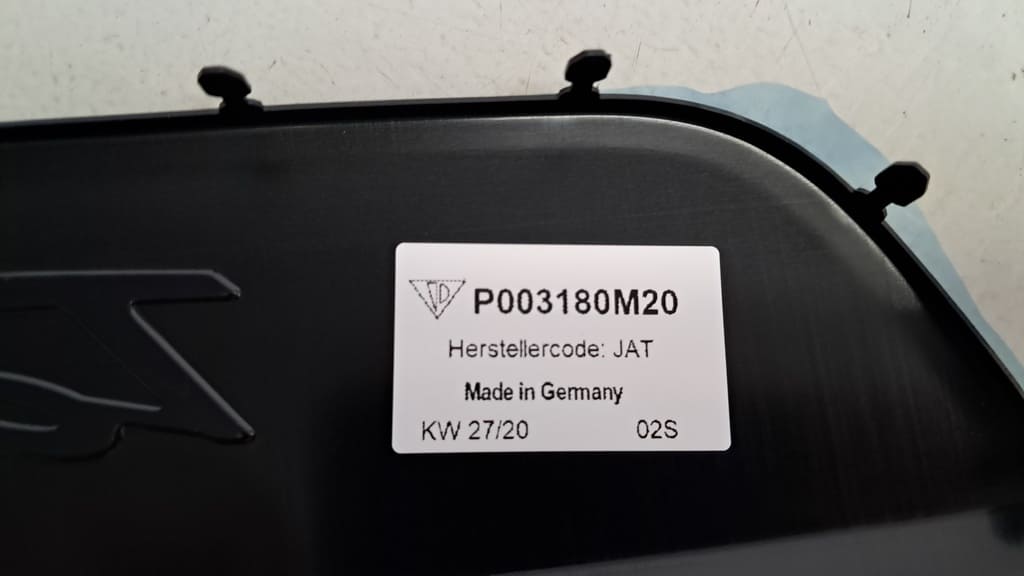 P003180M20
Herstellercode: JAT
Made in Germany
KW 27/20 02S